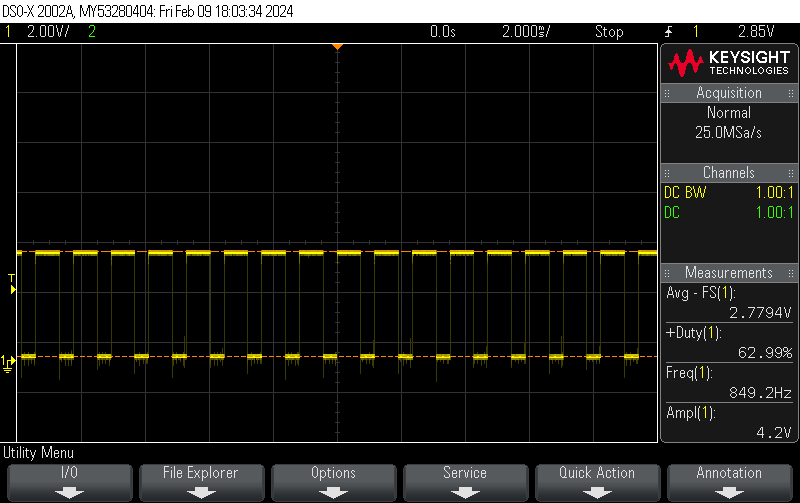 DSO-X 2002A, MY53280404: Fri Feb 09 18:03:34 2024
1 2.00V/ 2 0.0s 2.000ms/ Stop 1 2.85V
KEYSIGHT
TECHNOLOGIES
Acquisition
Normal
25.0MSa/s
Channels
DC BW 1.00:1
DC 1.00:1
Measurements
Avg - FS(1):
2.7794V
+Duty(1):
62.99%
Freq(1):
849.2Hz
Ampl(1):
4.2V
T
1
Utility Menu
I/O
File Explorer
Options
Service
Quick Action
Annotation